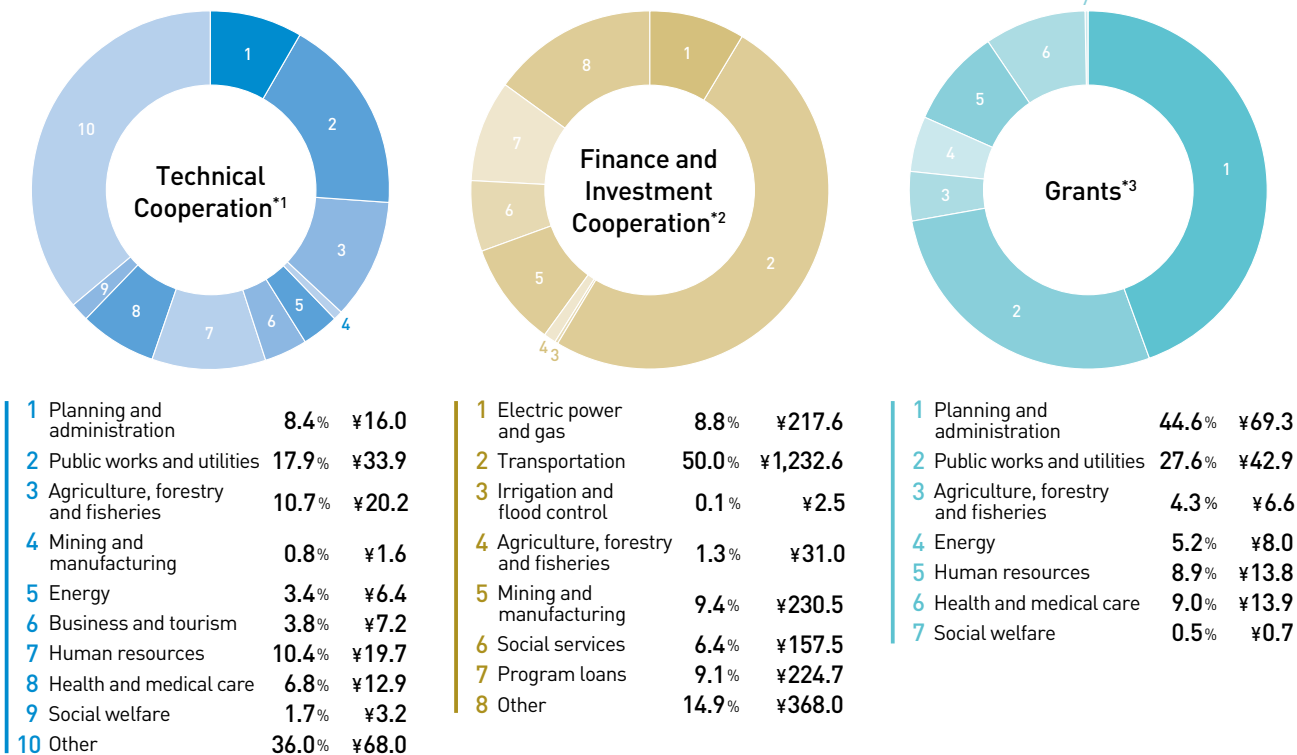 1
2
3
4
5
6
7
8
9
10
Technical
Cooperation*1
1
2
3
4
5
6
7
8
Finance and
Investment
Cooperation*2
1
2
3
4
5
6
7
Grants*3
1 Planning and
administration 8.4% ¥16.0
2 Public works and utilities 17.9% ¥33.9
3 Agriculture, forestry
and fisheries 10.7% ¥20.2
4 Mining and
manufacturing 0.8% ¥1.6
5 Energy 3.4% ¥6.4
6 Business and tourism 3.8% ¥7.2
7 Human resources 10.4% ¥19.7
8 Health and medical care 6.8% ¥12.9
9 Social welfare 1.7% ¥3.2
10 Other 36.0% ¥68.0
1 Electric power
and gas 8.8% ¥217.6
2 Transportation 50.0% ¥1,232.6
3 Irrigation and
flood control 0.1% ¥2.5
4 Agriculture, forestry
and fisheries 1.3% ¥31.0
5 Mining and
manufacturing 9.4% ¥230.5
6 Social services 6.4% ¥157.5
7 Program loans 9.1% ¥224.7
8 Other 14.9% ¥368.0
1 Planning and
administration 44.6% ¥69.3
2 Public works and utilities 27.6% ¥42.9
3 Agriculture, forestry
and fisheries 4.3% ¥6.6
4 Energy 5.2% ¥8.0
5 Human resources 8.9% ¥13.8
6 Health and medical care 9.0% ¥13.9
7 Social welfare 0.5% ¥0.7